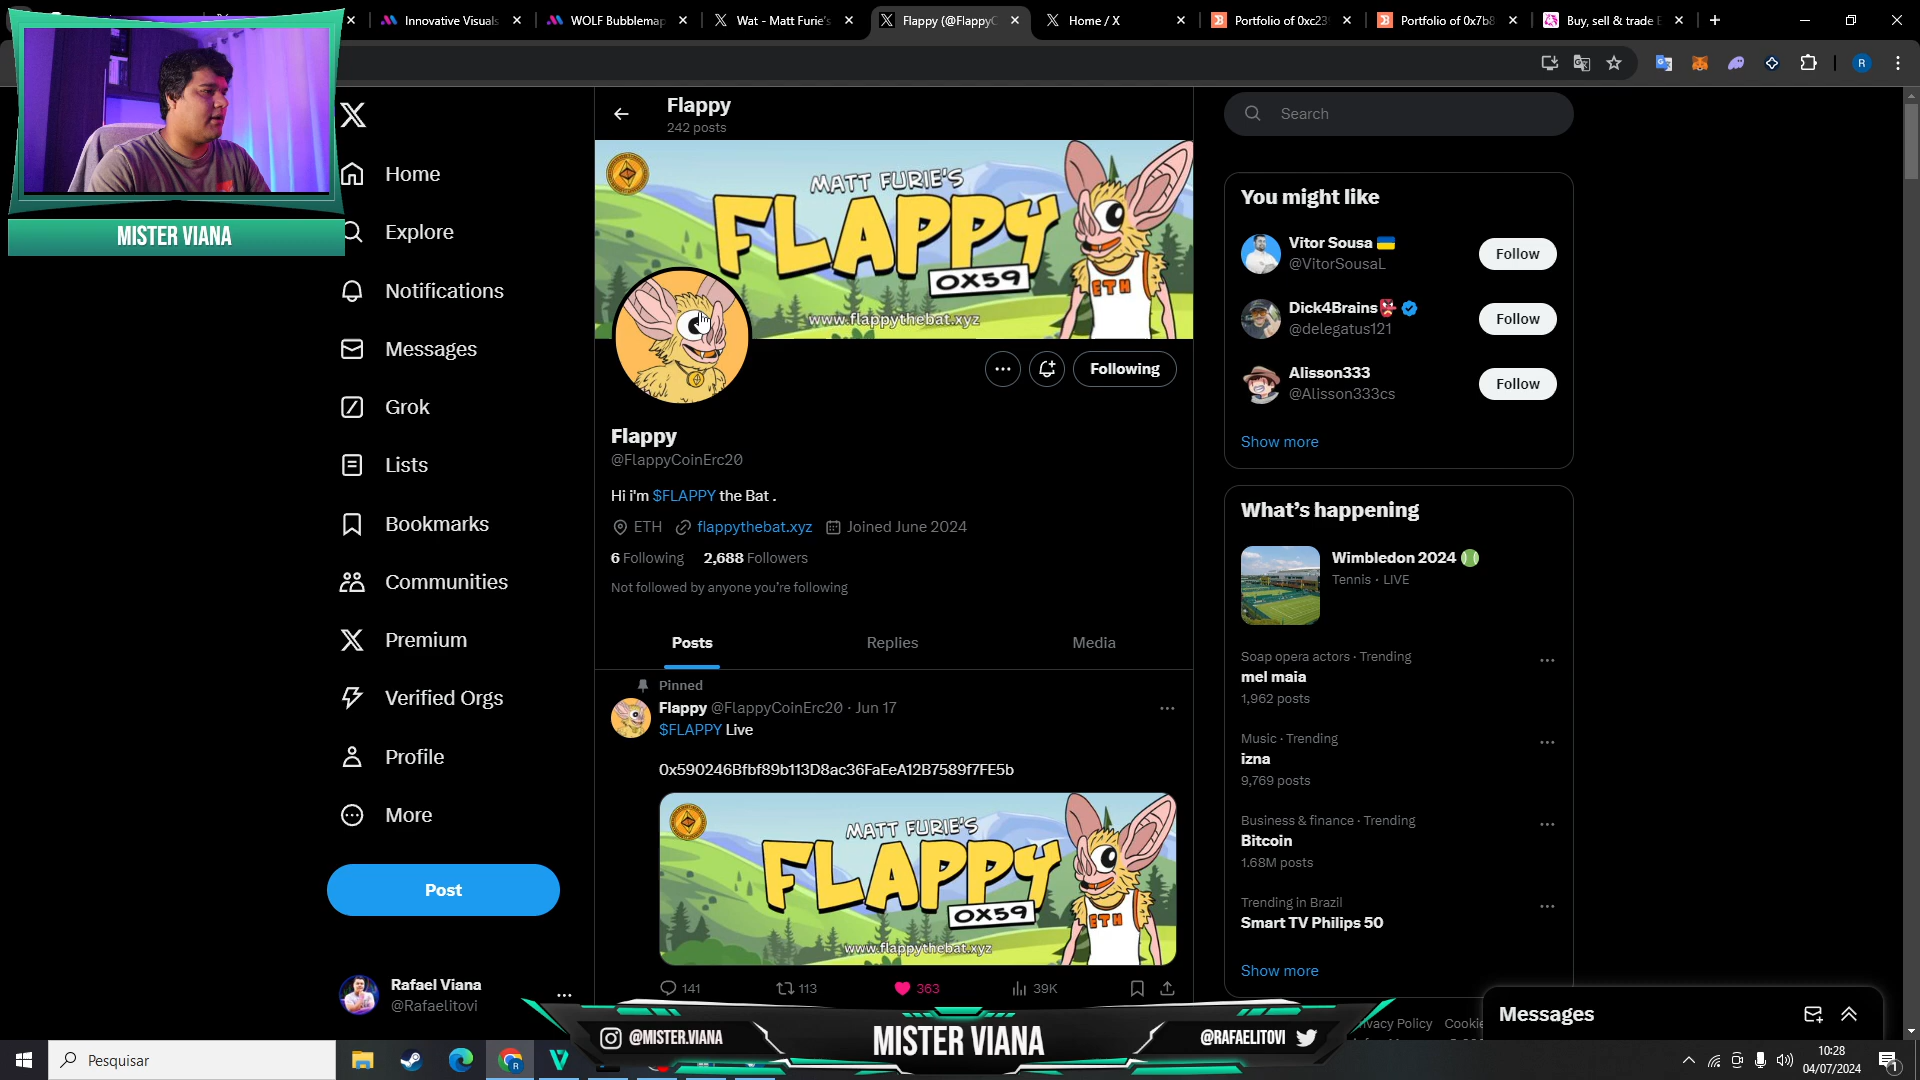 Innovative Visuals
WOLF Bubblemap
Wat - Matt Furie's
Flappy (@FlappyC
Home / X
Portfolio of 0xc23
Portfolio of 0x7b8
Buy, sell & trade
R
MISTER VIANA
Home
Explore
Notifications
Messages
Grok
Lists
Bookmarks
Communities
Premium
Verified Orgs
Profile
More
Post
Rafael Viana
@Rafaelitovi
Flappy
242 posts
MATT FURIE'S
FLAPPY
0X59
www.flappythebat.xyz
ETH
Following
Flappy
@FlappyCoinErc20
Hi i'm $FLAPPY the Bat .
ETH flappythebat.xyz Joined June 2024
6 Following 2,688 Followers
Not followed by anyone you're following
Posts Replies Media
Pinned
Flappy @FlappyCoinErc20 · Jun 17
$FLAPPY Live
0x590246Bfbf89b113D8ac36FaEeA12B7589f7FE5b
MATT FURIE'S
FLAPPY
0X59
www.flappythebat.xyz
ETH
141 113 363 39K
Search
You might like
Vitor Sousa
@VitorSousaL
Follow
Dick4Brains
@delegatus121
Follow
Alisson333
@Alisson333cs
Follow
Show more
What's happening
Wimbledon 2024
Tennis · LIVE
Soap opera actors · Trending
mel maia
1,962 posts
Music · Trending
izna
9,769 posts
Business & finance · Trending
Bitcoin
1.68M posts
Trending in Brazil
Smart TV Philips 50
Show more
Policy
Messages
@MISTER.VIANA
MISTER VIANA
@RAFAELITOVI
Pesquisar
10:28
04/07/2024
1